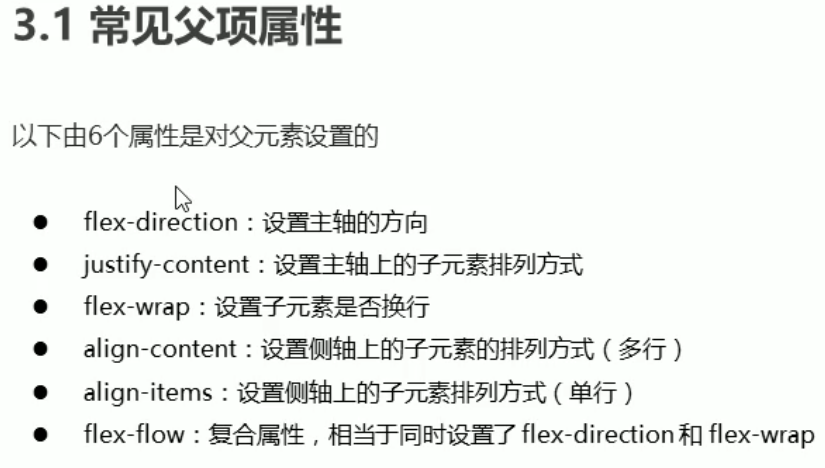 3.1 常见父项属性
以下由6个属性是对父元素设置的
● flex-direction：设置主轴的方向
● justify-content：设置主轴上的子元素排列方式
● flex-wrap：设置子元素是否换行
● align-content：设置侧轴上的子元素的排列方式（多行）
● align-items：设置侧轴上的子元素排列方式（单行）
● flex-flow：复合属性，相当于同时设置了 flex-direction 和 flex-wrap